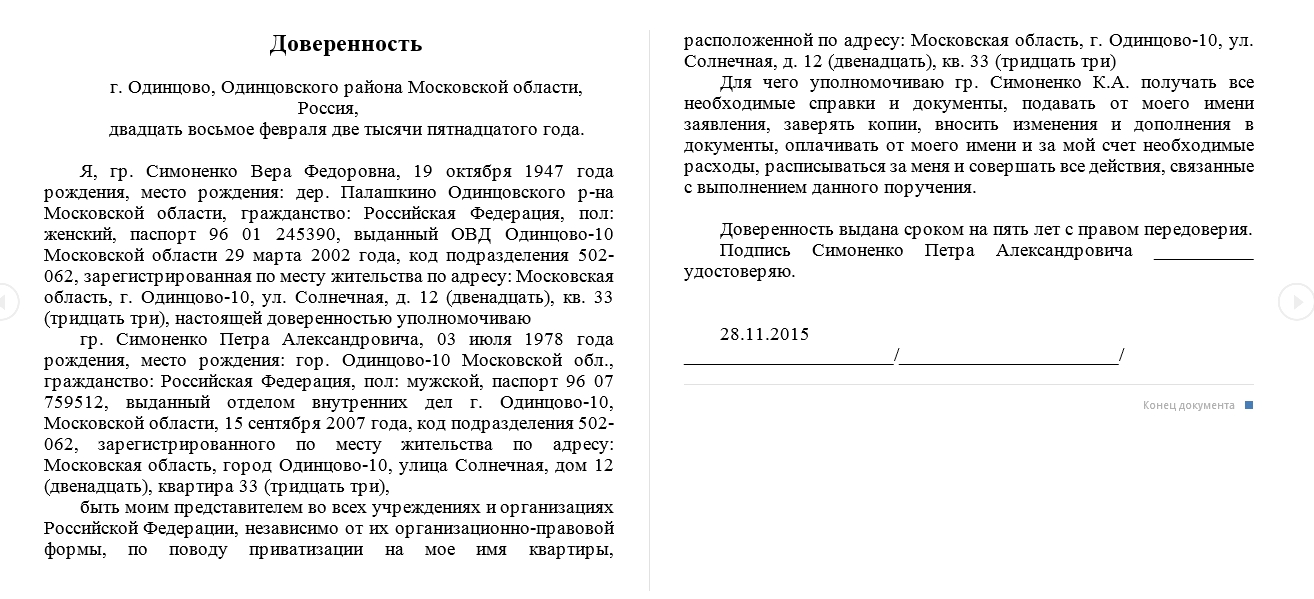 Доверенность
г. Одинцово, Одинцовского района Московской области,
Россия,
двадцать восьмое февраля две тысячи пятнадцатого года.
Я, гр. Симоненко Вера Федоровна, 19 октября 1947 года
рождения, место рождения: дер. Палашкино Одинцовского р-на
Московской области, гражданство: Российская Федерация, пол:
женский, паспорт 96 01 245390, выданный ОВД Одинцово-10
Московской области 29 марта 2002 года, код подразделения 502-
062, зарегистрированная по месту жительства по адресу: Московская
область, г. Одинцово-10, ул. Солнечная, д. 12 (двенадцать), кв. 33
(тридцать три), настоящей доверенностью уполномочиваю
гр. Симоненко Петра Александровича, 03 июля 1978 года
рождения, место рождения: гор. Одинцово-10 Московской обл.,
гражданство: Российская Федерация, пол: мужской, паспорт 96 07
759512, выданный отделом внутренних дел г. Одинцово-10,
Московской области, 15 сентября 2007 года, код подразделения 502-
062, зарегистрированного по месту жительства по адресу:
Московская область, город Одинцово-10, улица Солнечная, дом 12
(двенадцать), квартира 33 (тридцать три),
быть моим представителем во всех учреждениях и организациях
Российской Федерации, независимо от их организационно-правовой
формы, по поводу приватизации на мое имя квартиры,
расположенной по адресу: Московская область, г. Одинцово-10, ул.
Солнечная, д. 12 (двенадцать), кв. 33 (тридцать три)
Для чего уполномочиваю гр. Симоненко К.А. получать все
необходимые справки и документы, подавать от моего имени
заявления, заверять копии, вносить изменения и дополнения в
документы, оплачивать от моего имени и за мой счет необходимые
расходы, расписываться за меня и совершать все действия, связанные
с выполнением данного поручения.
Доверенность выдана сроком на пять лет с правом передоверия.
Подпись Симоненко Петра Александровича __________
удостоверяю.
28.11.2015
_____________________/______________________/
Конец документа